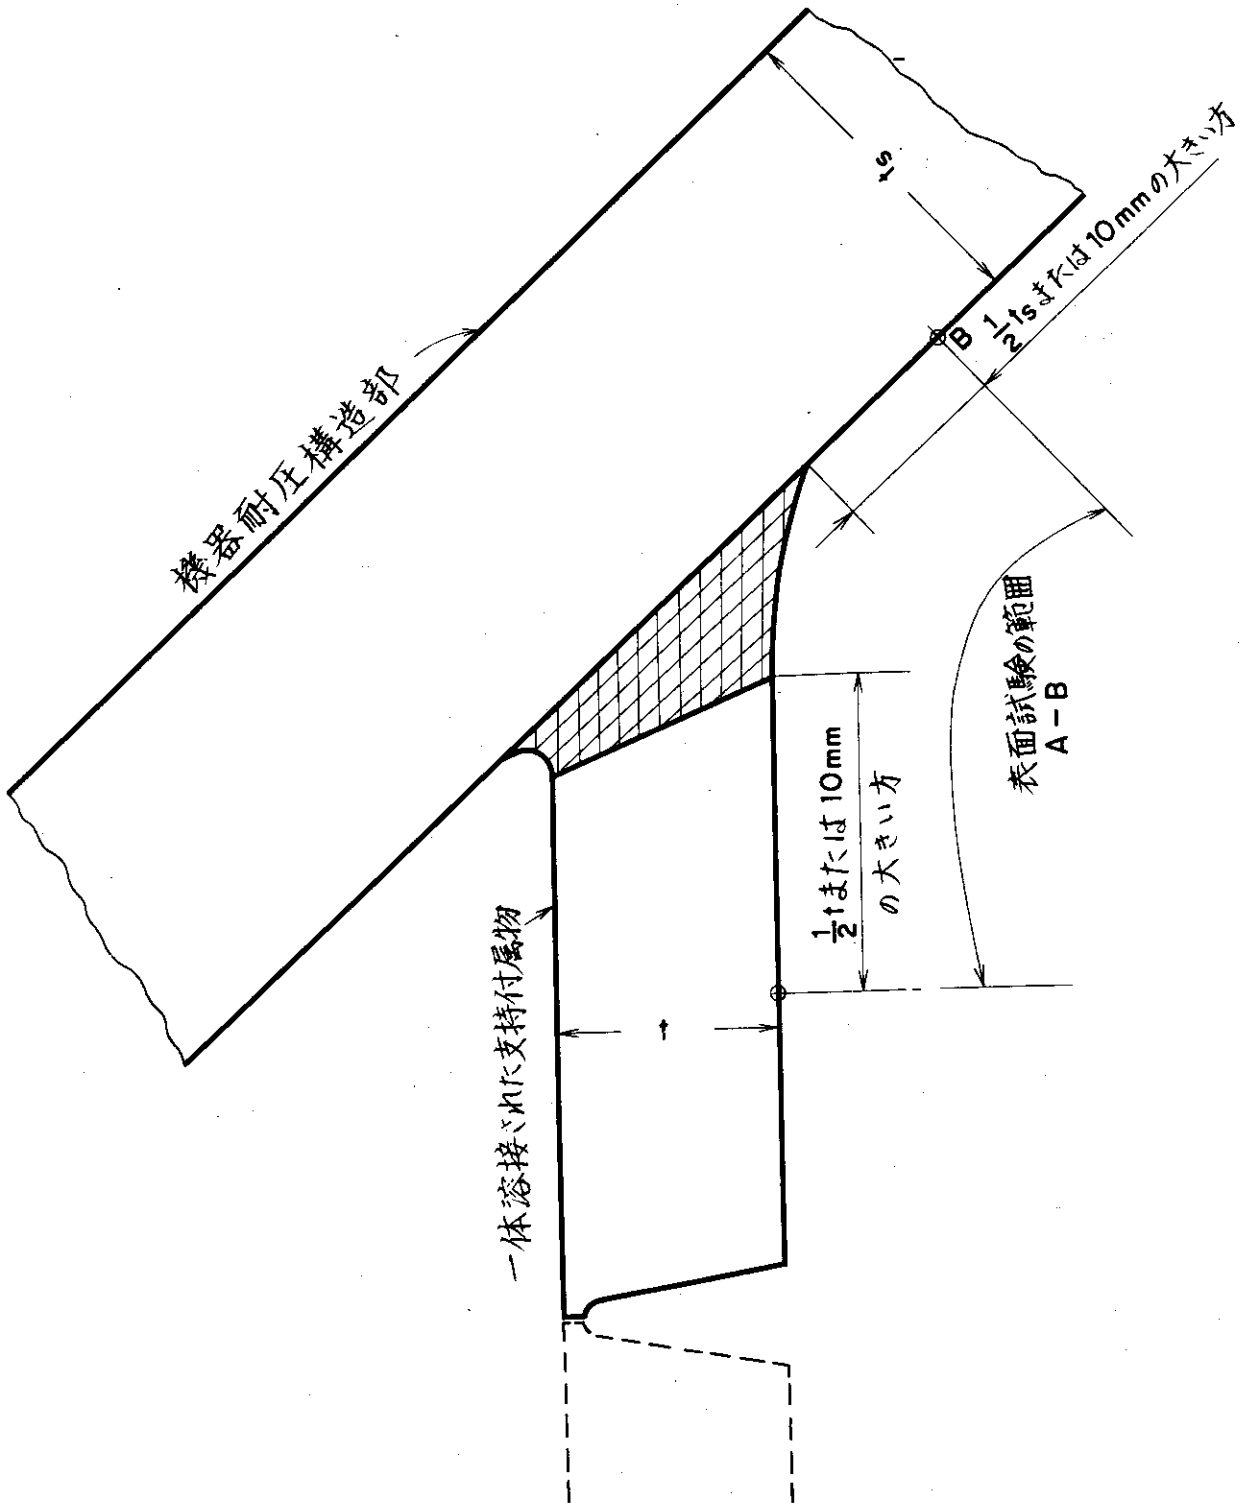 機器耐圧構造部
ts
B
1/2 tsまたは10mmの大きい方
一体溶接された支持付属物
t
1/2 tまたは10mm
の大きい方
表面試験の範囲
A-B